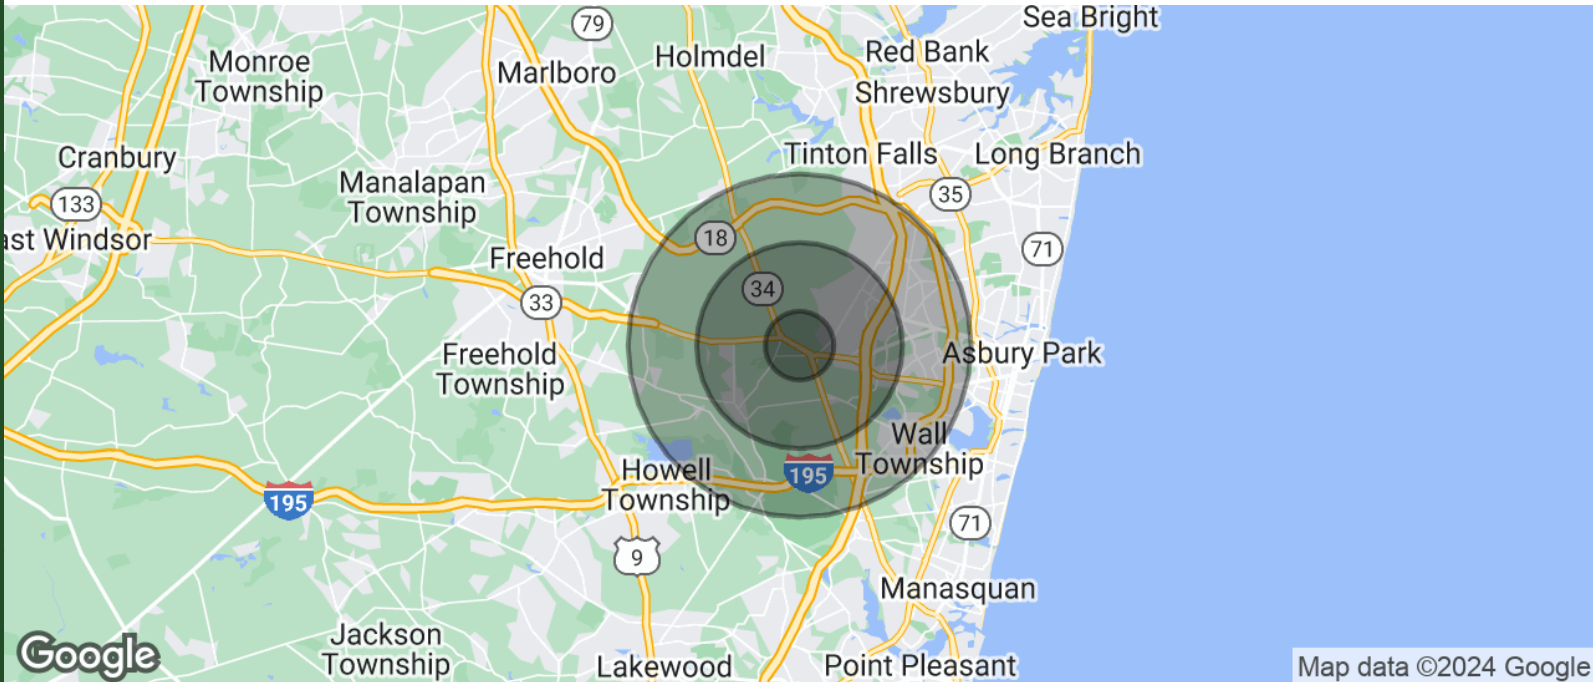 Sea Bright
79
Monroe
Township
Holmdel
Red Bank
Marlboro
Shrewsbury
Cranbury
Tinton Falls
Long Branch
Manalapan
Township
35
133
18
ast Windsor
71
Freehold
34
33
Freehold
Township
Asbury Park
Wall
Township
Howell
Township
195
195
71
9
Manasquan
Jackson
Township
Lakewood
Point Pleasant
Google
Map data ©2024 Google